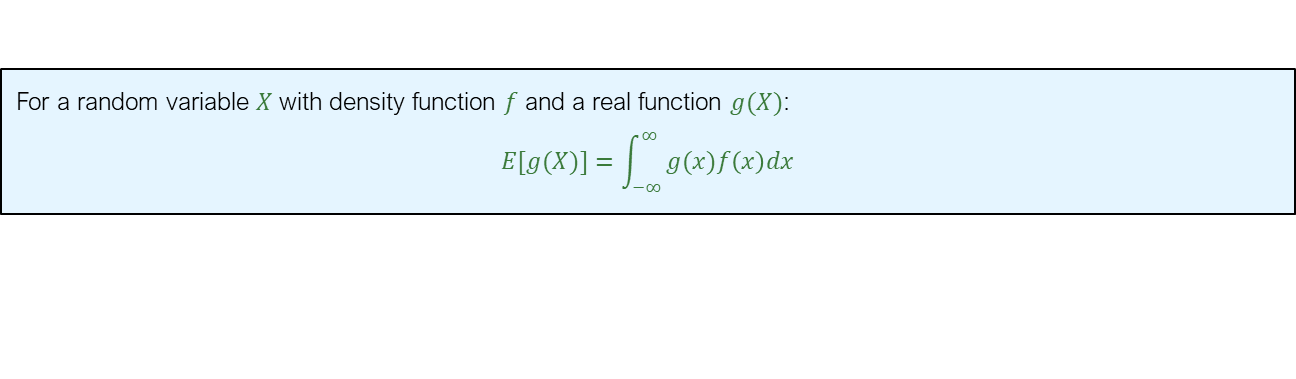 For a random variable X with density function f and a real function g(X):
E[g(X)] = ∫_{−∞}^{∞} g(x)f(x)dx